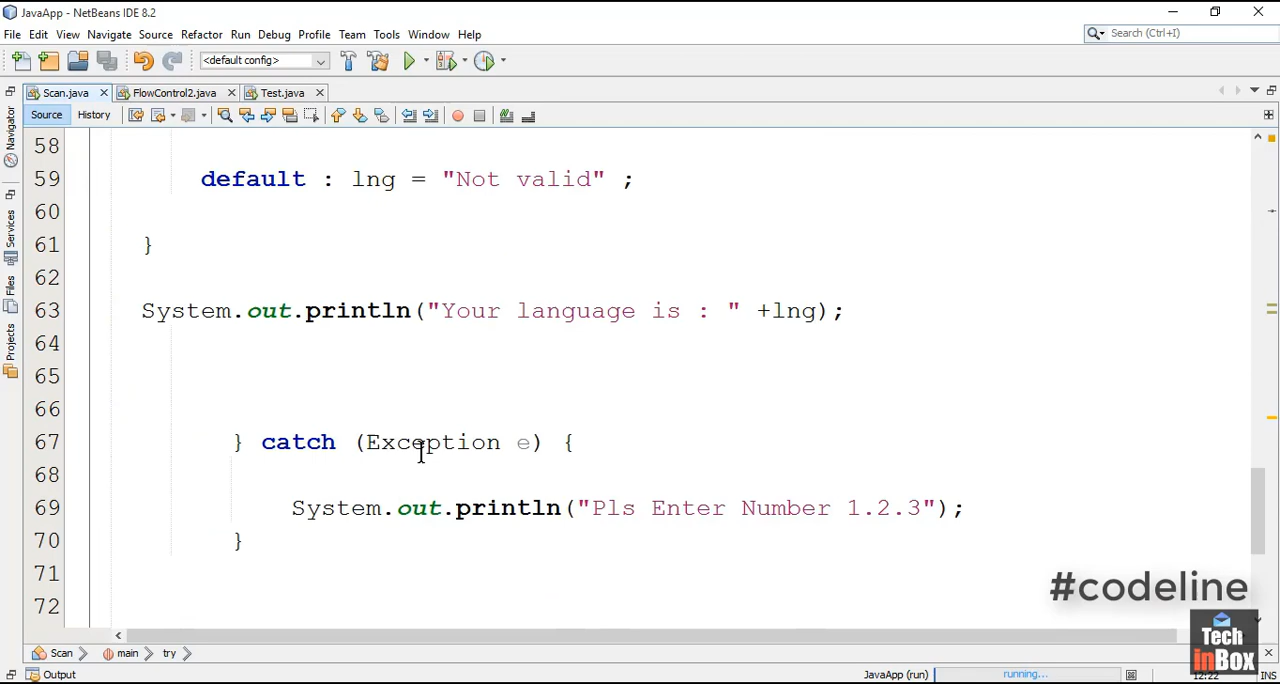 JavaApp - NetBeans IDE 8.2
File Edit View Navigate Source Refactor Run Debug Profile Team Tools Window Help
Search (Ctrl+I)
<default config>
Scan.java FlowControl2.java Test.java
Source History
Navigator
Services
Files
Projects
58
59 default : lng = "Not valid" ;
60
61 }
62
63 System.out.println("Your language is : " +lng);
64
65
66
67 } catch (Exception e) {
68
69 System.out.println("Pls Enter Number 1.2.3");
70 }
71
72
#codeline
Tech
inBox
Scan main try
Output JavaApp (run) running... 12:22 INS